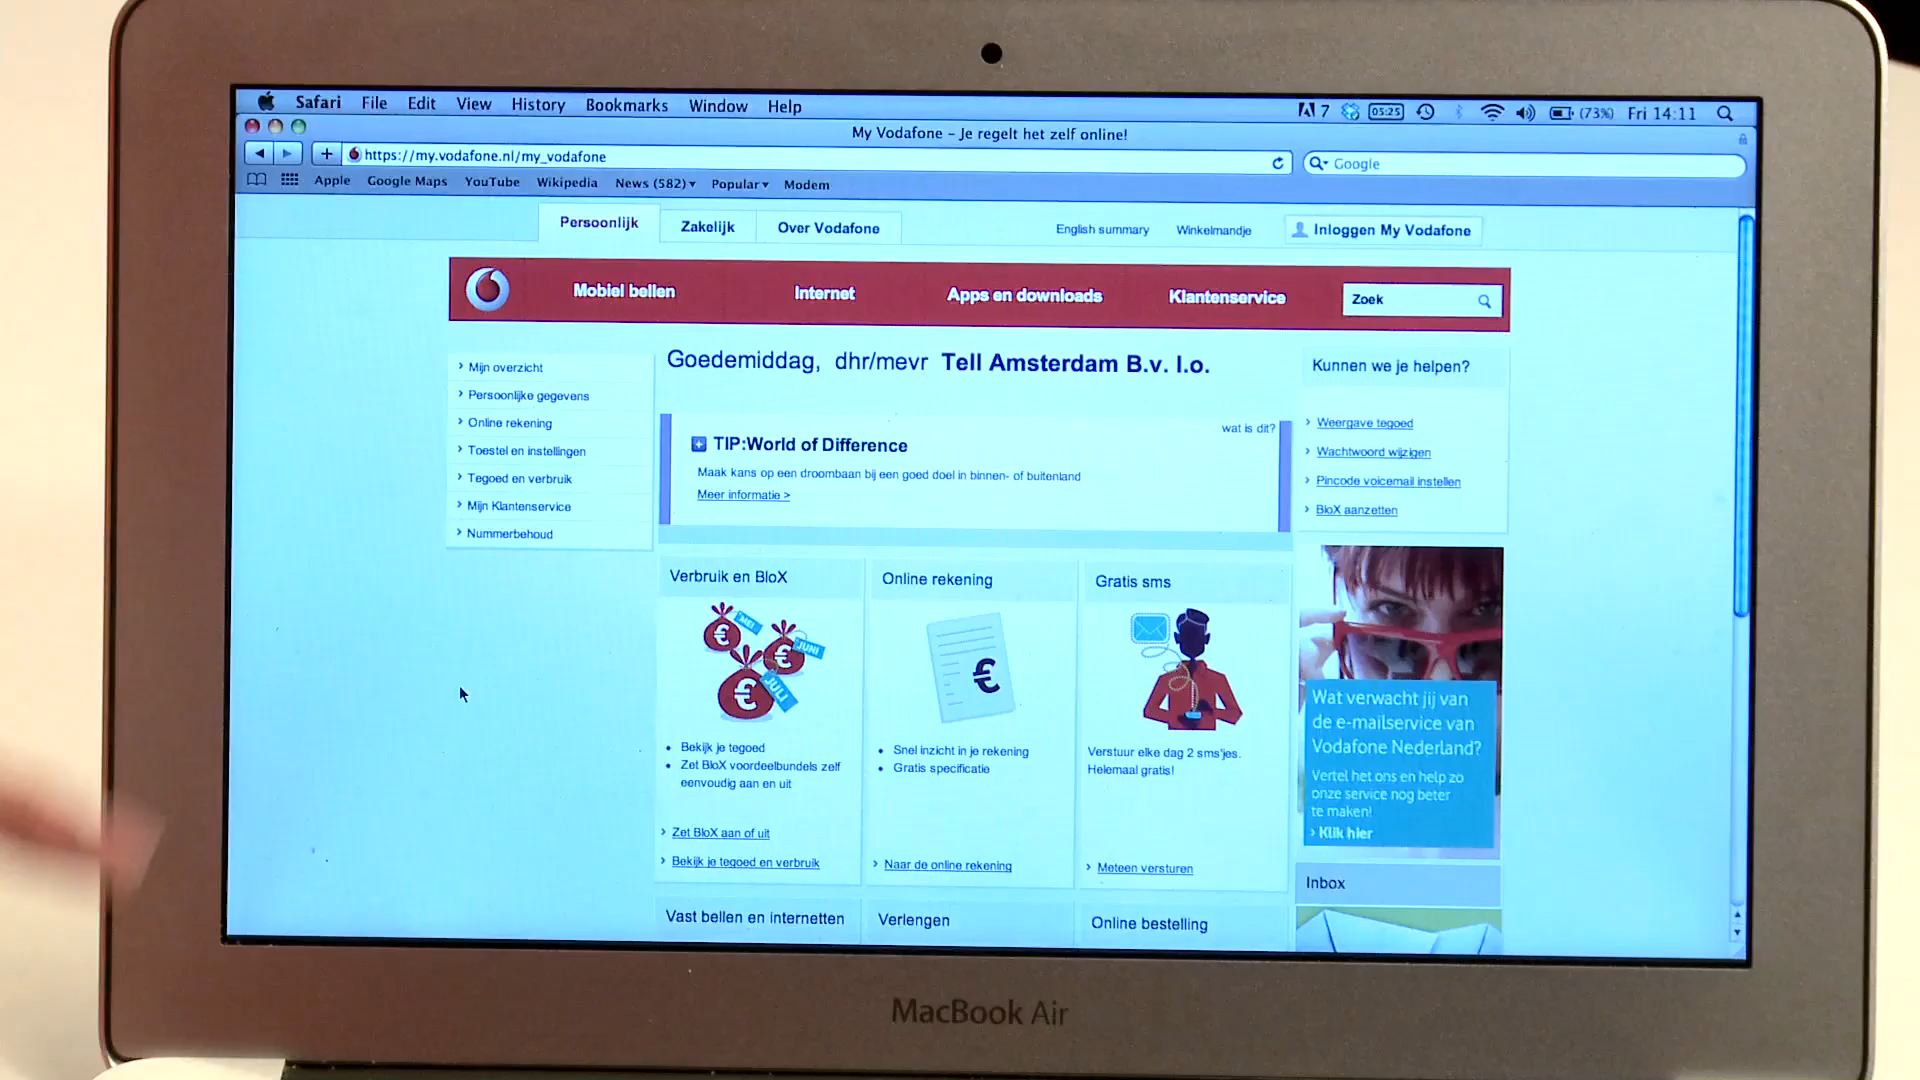 Safari File Edit View History Bookmarks Window Help 7 05:25 (73%) Fri 14:11
My Vodafone – Je regelt het zelf online!
https://my.vodafone.nl/my_vodafone
Google
Apple Google Maps YouTube Wikipedia News (582) Popular Modem
Persoonlijk Zakelijk Over Vodafone English summary Winkelmandje Inloggen My Vodafone
Mobiel bellen Internet Apps en downloads Klantenservice Zoek
Mijn overzicht
Persoonlijke gegevens
Online rekening
Toestel en instellingen
Tegoed en verbruik
Mijn Klantenservice
Nummerbehoud
Goedemiddag, dhr/mevr Tell Amsterdam B.v. I.o.
wat is dit?
TIP:World of Difference
Maak kans op een droombaan bij een goed doel in binnen- of buitenland
Meer informatie >
Kunnen we je helpen?
Weergave tegoed
Wachtwoord wijzigen
Pincode voicemail instellen
BloX aanzetten
Verbruik en BloX
MEI
JUNI
JULI
Bekijk je tegoed
Zet BloX voordeelbundels zelf
eenvoudig aan en uit
Zet BloX aan of uit
Bekijk je tegoed en verbruik
Online rekening
Snel inzicht in je rekening
Gratis specificatie
Naar de online rekening
Gratis sms
Verstuur elke dag 2 sms'jes.
Helemaal gratis!
Meteen versturen
Wat verwacht jij van
de e-mailservice van
Vodafone Nederland?
Vertel het ons en help zo
onze service nog beter
te maken!
Klik hier
Inbox
Vast bellen en internetten
Verlengen
Online bestelling
MacBook Air